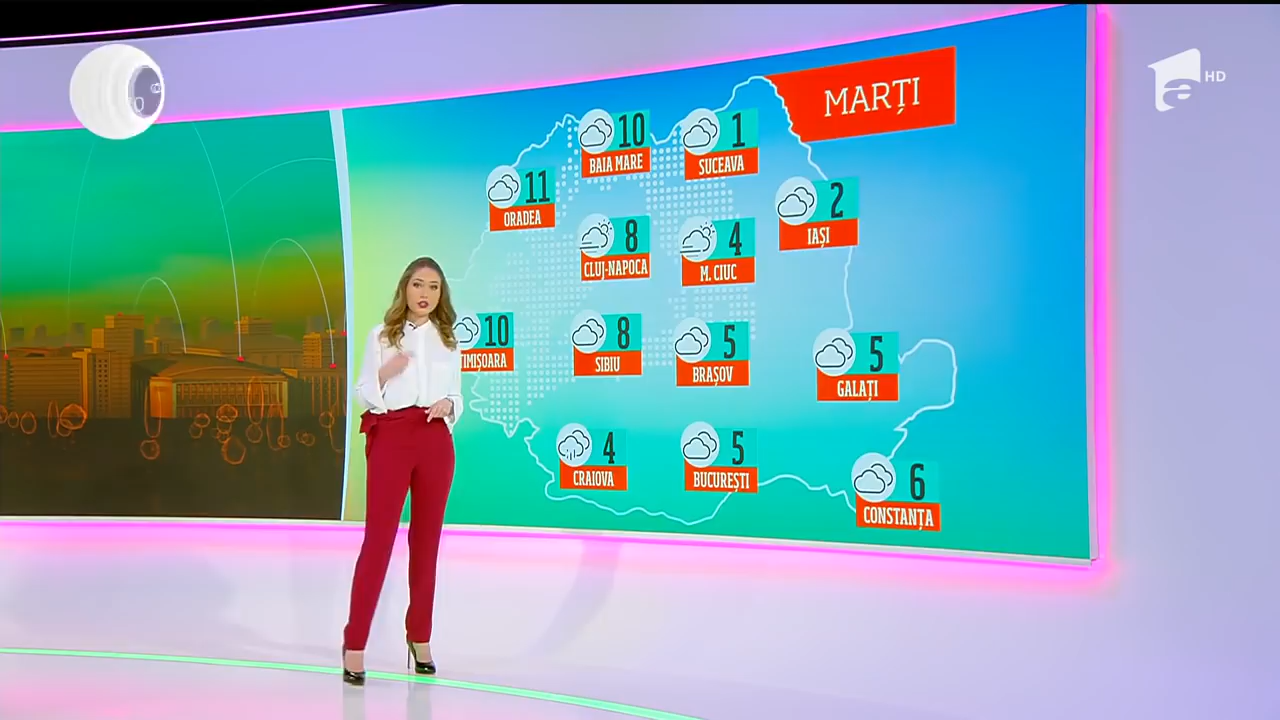 MARȚI
HD
10
BAIA MARE
1
SUCEAVA
11
ORADEA
2
IAȘI
8
CLUJ-NAPOCA
4
M. CIUC
10
TIMIȘOARA
8
SIBIU
5
BRAȘOV
5
GALAȚI
4
CRAIOVA
5
BUCUREȘTI
6
CONSTANȚA